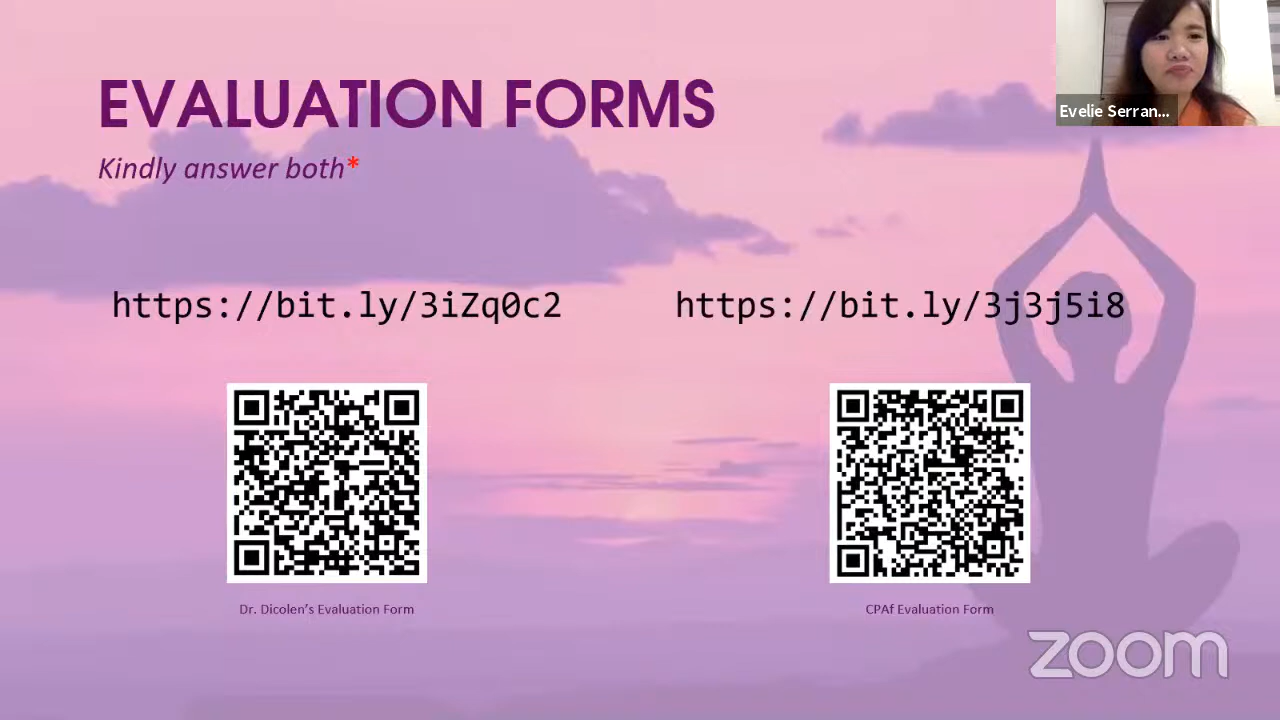 Evelie Serran...
EVALUATION FORMS
Kindly answer both*
https://bit.ly/3iZq0c2
https://bit.ly/3j3j5i8
Dr. Dicolen's Evaluation Form
CPAf Evaluation Form
zoom